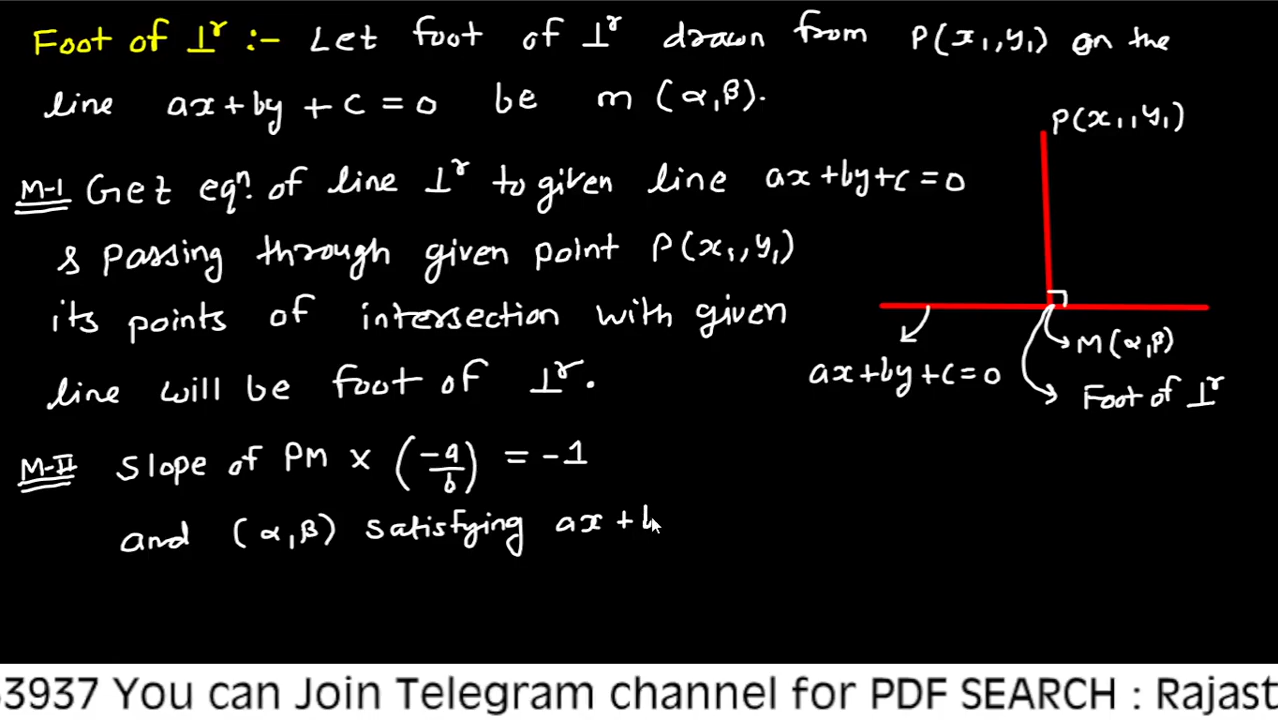 Foot of ⊥ʳ :- Let foot of ⊥ʳ drawn from P(x₁,y₁) on the
line ax+by+c=0 be m (α,β).
P(x₁,y₁)
M-I Get eqⁿ. of line ⊥ʳ to given line ax+by+c=0
& passing through given point P(x₁,y₁)
its points of intersection with given
line will be foot of ⊥ʳ.
M(α,β)
ax+by+c=0
Foot of ⊥ʳ
M-II Slope of PM × (-a/b) = -1
and (α,β) satisfying ax+b
53937 You can Join Telegram channel for PDF SEARCH : Rajast